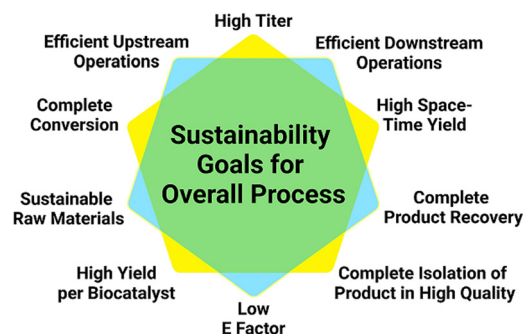 High Titer
Efficient Upstream
Operations
Efficient Downstream
Operations
Complete
Conversion
High Space-
Time Yield
Sustainability
Goals for
Overall Process
Sustainable
Raw Materials
Complete
Product Recovery
High Yield
per Biocatalyst
Complete Isolation of
Product in High Quality
Low
E Factor